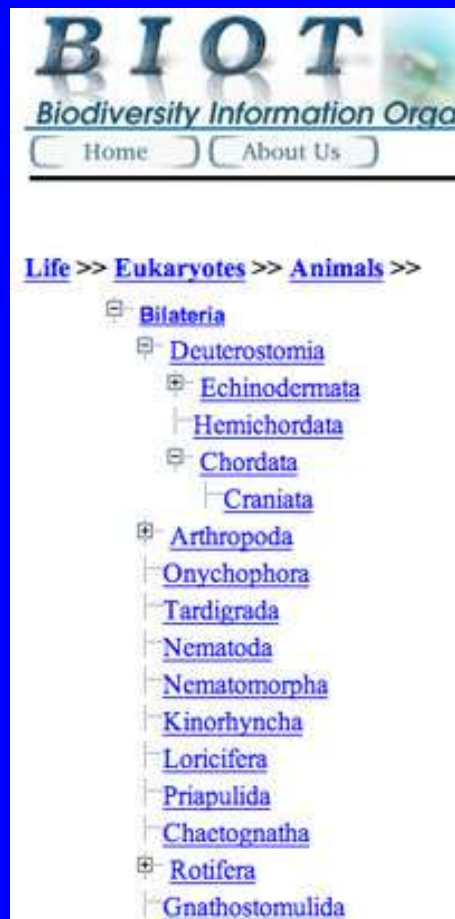 BIOT
Biodiversity Information
Home About Us
Life >> Eukaryotes >> Animals >>
Bilateria
Deuterostomia
Echinodermata
Hemichordata
Chordata
Craniata
Arthropoda
Onychophora
Tardigrada
Nematoda
Nematomorpha
Kinorhyncha
Loricifera
Priapulida
Chaetognatha
Rotifera
Gnathostomulida